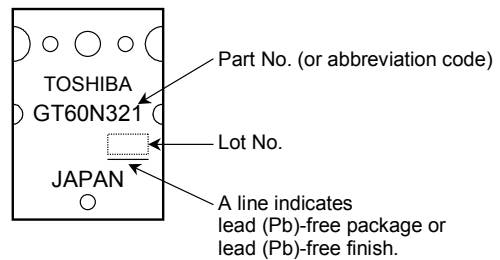 Part No. (or abbreviation code)
TOSHIBA
GT60N321
Lot No.
JAPAN
A line indicates
lead (Pb)-free package or
lead (Pb)-free finish.